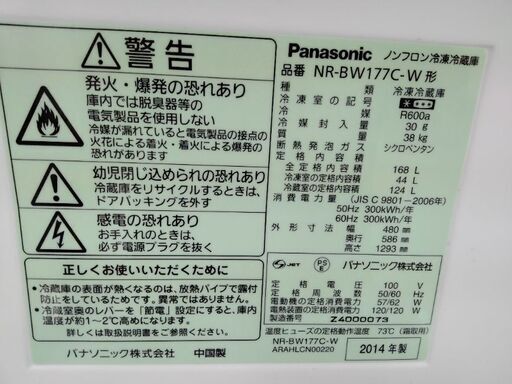 警告
発火・爆発の恐れあり
庫内では脱臭器等の
電気製品を使用しない
冷媒が漏れていると電気製品の接点の
火花による着火・着火による爆発の
恐れあり
幼児閉じ込められの恐れあり
冷蔵庫をリサイクルするときは、
ドアパッキングを外す
感電の恐れあり
お手入れのときは、
必ず電源プラグを抜く
正しくお使いいただくために
●冷蔵庫の表面が熱くなるのは、放熱パイプで露付
防止をしているためです。異常ではありません。
●冷蔵室奥のレバーを「節電」に設定すると、庫内
温度が約1～2℃高めになります。
詳しくは取扱説明書をご参照ください。
パナソニック株式会社 中国製
Panasonic ノンフロン冷凍冷蔵庫
品番 NR-BW177C-W 形
種類 冷凍冷蔵庫
冷凍室の記号
冷媒 R600a
冷媒封入量 30 g
質量 38 kg
断熱発泡ガス シクロペンタン
定格内容積
全定格内容積 168 L
冷凍室の定格内容積 44 L
冷蔵室の定格内容積 124 L
消費電力量 (JIS C 9801-2006年)
50Hz 300kWh/年
60Hz 300kWh/年
外形寸法 幅 480 mm
奥行 586 mm
高さ 1293 mm
JET PS E パナソニック株式会社
定格電圧 100 V
定格周波数 50/60 Hz
電動機の定格消費電力 57/62 W
電熱装置の定格消費電力 120/120 W
製造番号 Z4000073
温度ヒューズの定格動作温度 73℃ (霜取用)
NR-BW177C-W
ARAHLCN00220 2014 年製